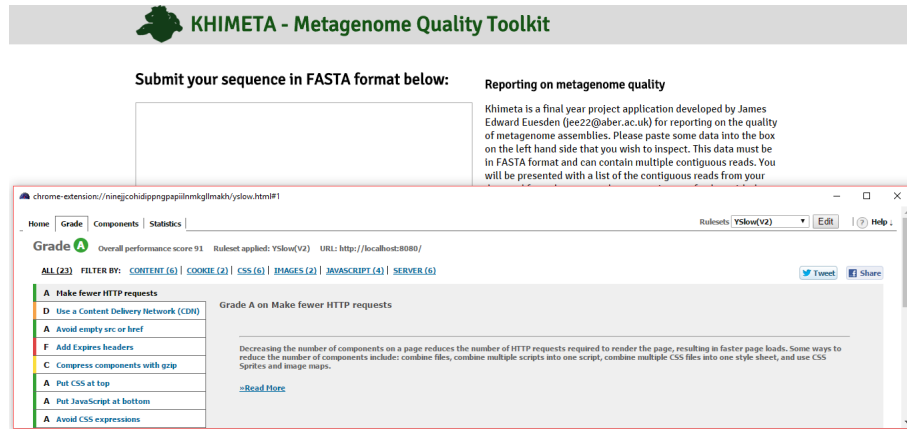 KHIMETA - Metagenome Quality Toolkit
Submit your sequence in FASTA format below:
Reporting on metagenome quality
Khimeta is a final year project application developed by James
Edward Euesden (jee22@aber.ac.uk) for reporting on the quality
of metagenome assemblies. Please paste some data into the box
on the left hand side that you wish to inspect. This data must be
in FASTA format and can contain multiple contiguous reads. You
will be presented with a list of the contiguous reads from your
chrome-extension://ninejjcohidippngpapiilnmkgllmakh/yslow.html#1
Home Grade Components Statistics
Rulesets YSlow(V2) Edit ? Help ↓
Grade A Overall performance score 91 Ruleset applied: YSlow(V2) URL: http://localhost:8080/
ALL (23) FILTER BY: CONTENT (6) | COOKIE (2) | CSS (6) | IMAGES (2) | JAVASCRIPT (4) | SERVER (6)
Tweet Share
A Make fewer HTTP requests
D Use a Content Delivery Network (CDN)
A Avoid empty src or href
F Add Expires headers
C Compress components with gzip
A Put CSS at top
A Put JavaScript at bottom
A Avoid CSS expressions
Grade A on Make fewer HTTP requests
Decreasing the number of components on a page reduces the number of HTTP requests required to render the page, resulting in faster page loads. Some ways to
reduce the number of components include: combine files, combine multiple scripts into one script, combine multiple CSS files into one style sheet, and use CSS
Sprites and image maps.
»Read More